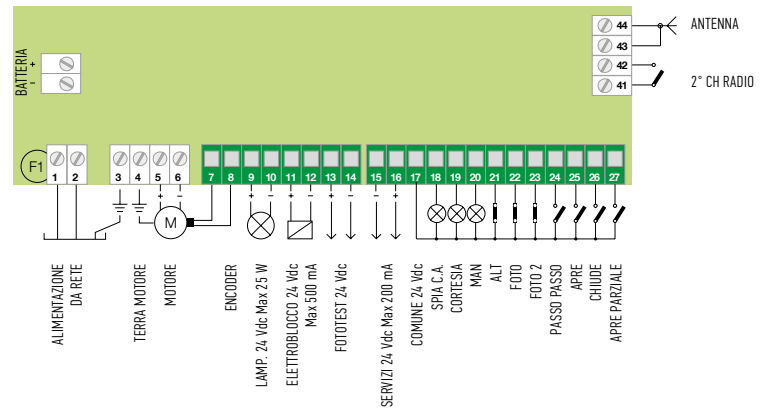 44 ANTENNA
43
42
41 2° CH RADIO
BATTERIA
+
−
F1
1 2 3 4 5 6 7 8 9 10 11 12 13 14 15 16 17 18 19 20 21 22 23 24 25 26 27
+ − + − + − + − − +
M
ALIMENTAZIONE
DA RETE
TERRA MOTORE
MOTORE
ENCODER
LAMP. 24 Vdc Max 25 W
ELETTROBLOCCO 24 Vdc
Max 500 mA
FOTOTEST 24 Vdc
SERVIZI 24 Vdc Max 200 mA
COMUNE 24 Vdc
SPIA C.A.
CORTESIA
MAN
ALT
FOTO
FOTO 2
PASSO PASSO
APRE
CHIUDE
APRE PARZIALE